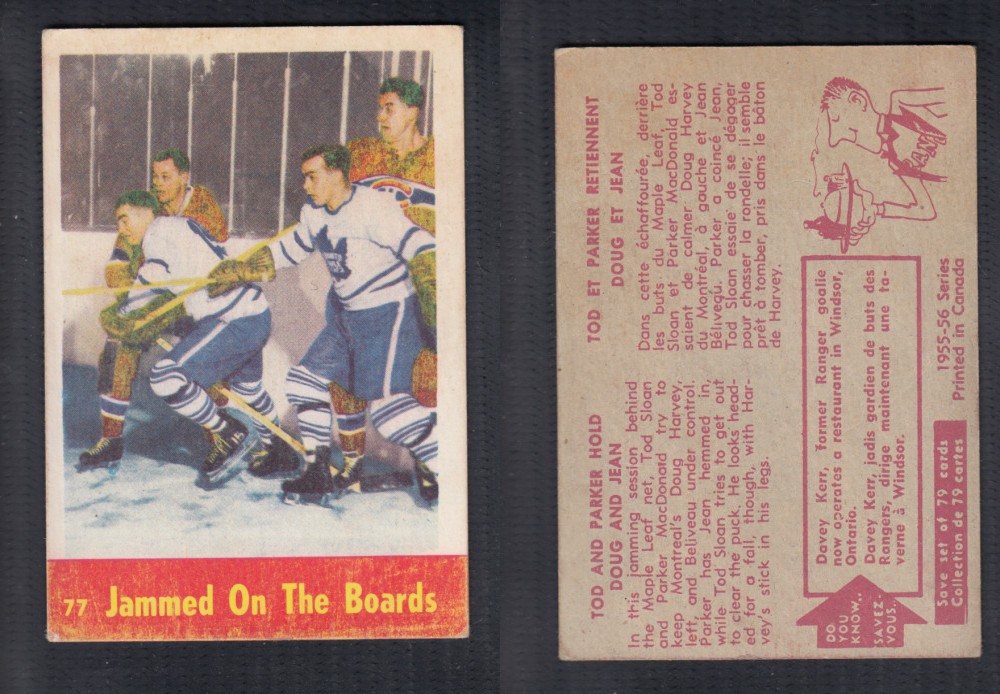 77 Jammed On The Boards
TOD AND PARKER HOLD
DOUG AND JEAN
In this jamming session behind
the Maple Leaf net, Tod Sloan
and Parker MacDonald try to
keep Montreal's Doug Harvey,
left, and Beliveau under control.
Parker has Jean hemmed in,
while Tod Sloan tries to get out
to clear the puck. He looks head-
ed for a fall, though, with Har-
vey's stick in his legs.
TOD ET PARKER RETIENNENT
DOUG ET JEAN
Dans cette échaffourée, derrière
les buts du Maple Leaf, Tod
Sloan et Parker MacDonald es-
saient de calmer Doug Harvey
du Montréal, à gauche et Jean
Béliveau. Parker a coincé Jean,
Tod Sloan essaie de se dégager
pour chasser la rondelle; il semble
prêt à tomber, pris dans le bâton
de Harvey.
DO
YOU
KNOW..
SAVEZ-
VOUS..
Davey Kerr, former Ranger goalie
now operates a restaurant in Windsor,
Ontario.
Davey Kerr, jadis gardien de buts des
Rangers, dirige maintenant une ta-
verne à Windsor.
Save set of 79 cards
Collection de 79 cartes
1955-56 Series
Printed in Canada